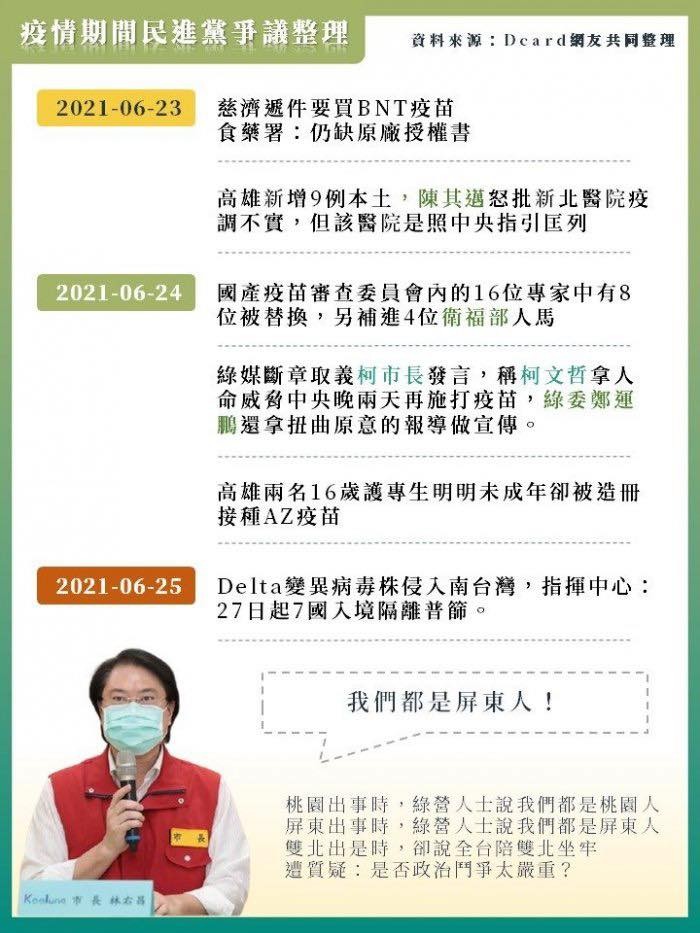 疫情期間民進黨爭議整理
資料來源：Dcard網友共同整理
2021-06-23
慈濟遞件要買BNT疫苗
食藥署：仍缺原廠授權書
高雄新增9例本土，陳其邁怒批新北醫院疫
調不實，但該醫院是照中央指引匡列
2021-06-24
國產疫苗審查委員會內的16位專家中有8
位被替換，另補進4位衛福部人馬
綠媒斷章取義柯市長發言，稱柯文哲拿人
命威脅中央晚兩天再施打疫苗，綠委鄭運
鵬還拿扭曲原意的報導做宣傳。
高雄兩名16歲護專生明明未成年卻被造冊
接種AZ疫苗
2021-06-25
Delta變異病毒株侵入南台灣，指揮中心：
27日起7國入境隔離普篩。
我們都是屏東人！
桃園出事時，綠營人士說我們都是桃園人
屏東出事時，綠營人士說我們都是屏東人
雙北出是時，卻說全台陪雙北坐牢
遭質疑：是否政治鬥爭太嚴重？
市長
Keelung 市 長 林右昌